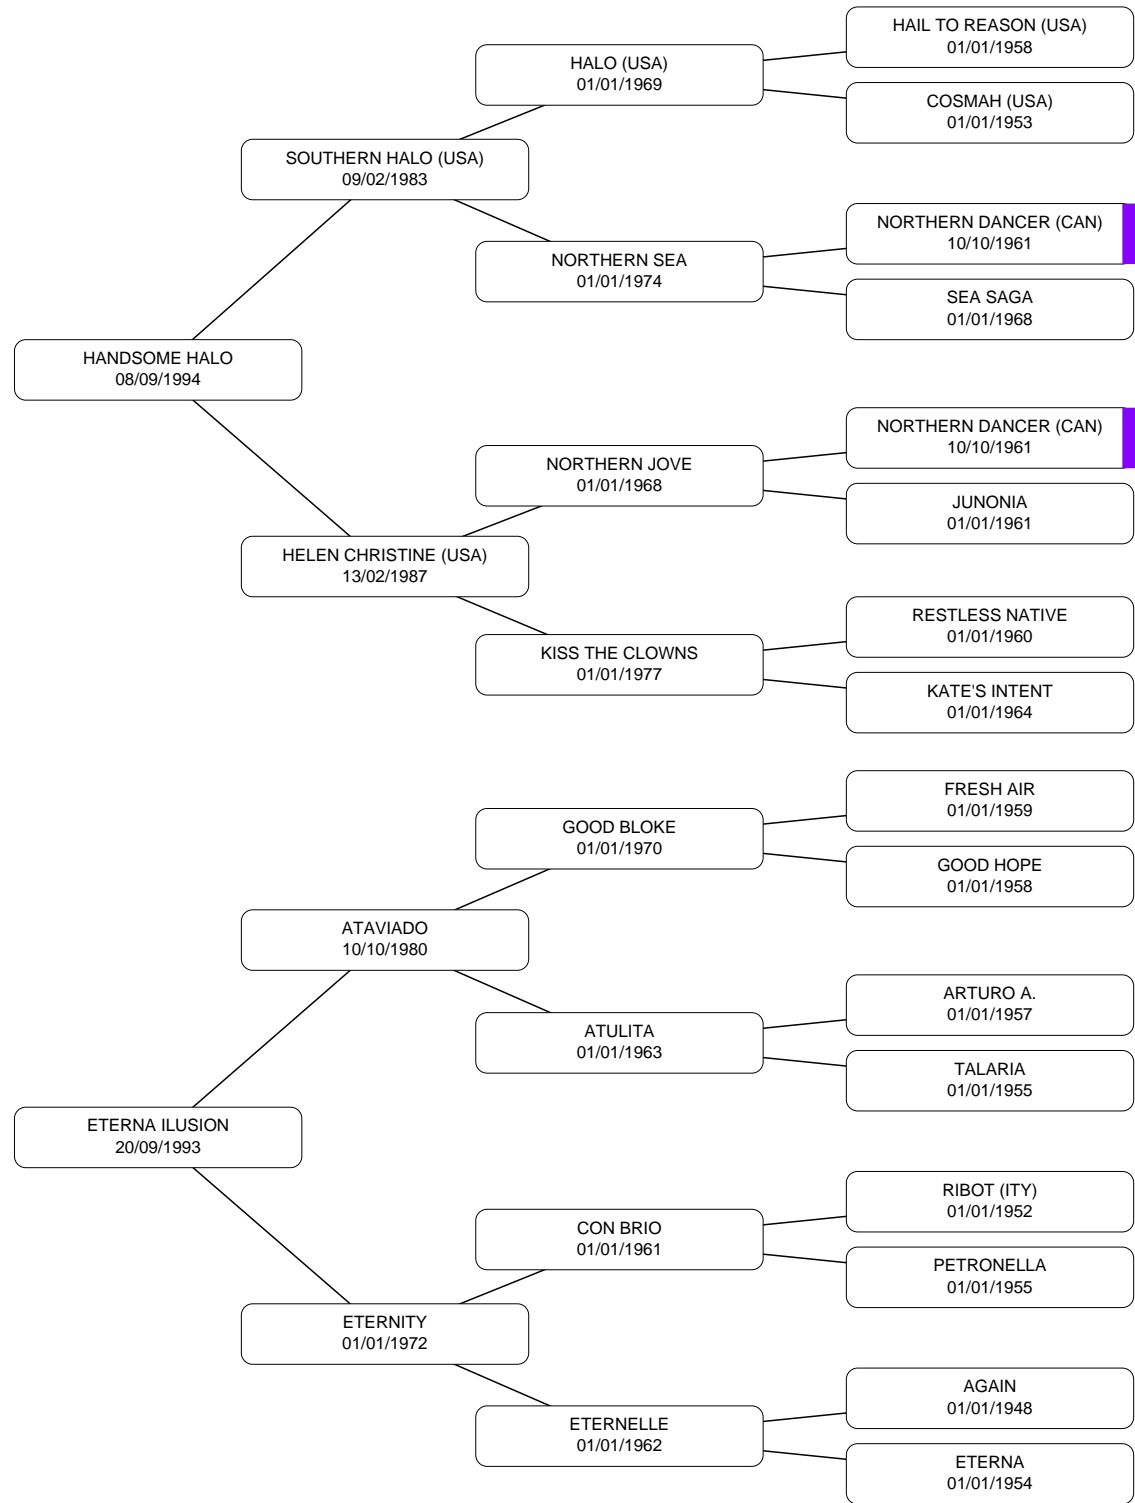 HAIL TO REASON (USA)
01/01/1958
HALO (USA)
01/01/1969
COSMAH (USA)
01/01/1953
SOUTHERN HALO (USA)
09/02/1983
NORTHERN DANCER (CAN)
10/10/1961
NORTHERN SEA
01/01/1974
SEA SAGA
01/01/1968
HANDSOME HALO
08/09/1994
NORTHERN DANCER (CAN)
10/10/1961
NORTHERN JOVE
01/01/1968
JUNONIA
01/01/1961
HELEN CHRISTINE (USA)
13/02/1987
RESTLESS NATIVE
01/01/1960
KISS THE CLOWNS
01/01/1977
KATE'S INTENT
01/01/1964
FRESH AIR
01/01/1959
GOOD BLOKE
01/01/1970
GOOD HOPE
01/01/1958
ATAVIADO
10/10/1980
ARTURO A.
01/01/1957
ATULITA
01/01/1963
TALARIA
01/01/1955
ETERNA ILUSION
20/09/1993
RIBOT (ITY)
01/01/1952
CON BRIO
01/01/1961
PETRONELLA
01/01/1955
ETERNITY
01/01/1972
AGAIN
01/01/1948
ETERNELLE
01/01/1962
ETERNA
01/01/1954